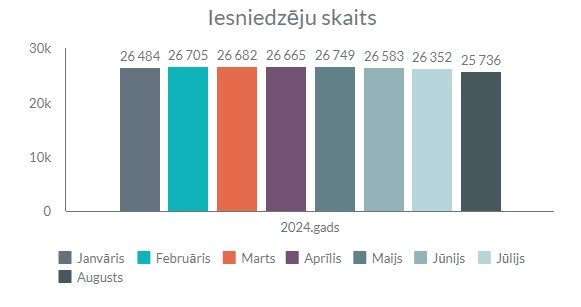 Iesniedzēju skaits
30k
20k
10k
0
26 484 26 705 26 682 26 665 26 749 26 583 26 352 25 736
2024.gads
Janvāris Februāris Marts Aprīlis Maijs Jūnijs Jūlijs
Augusts